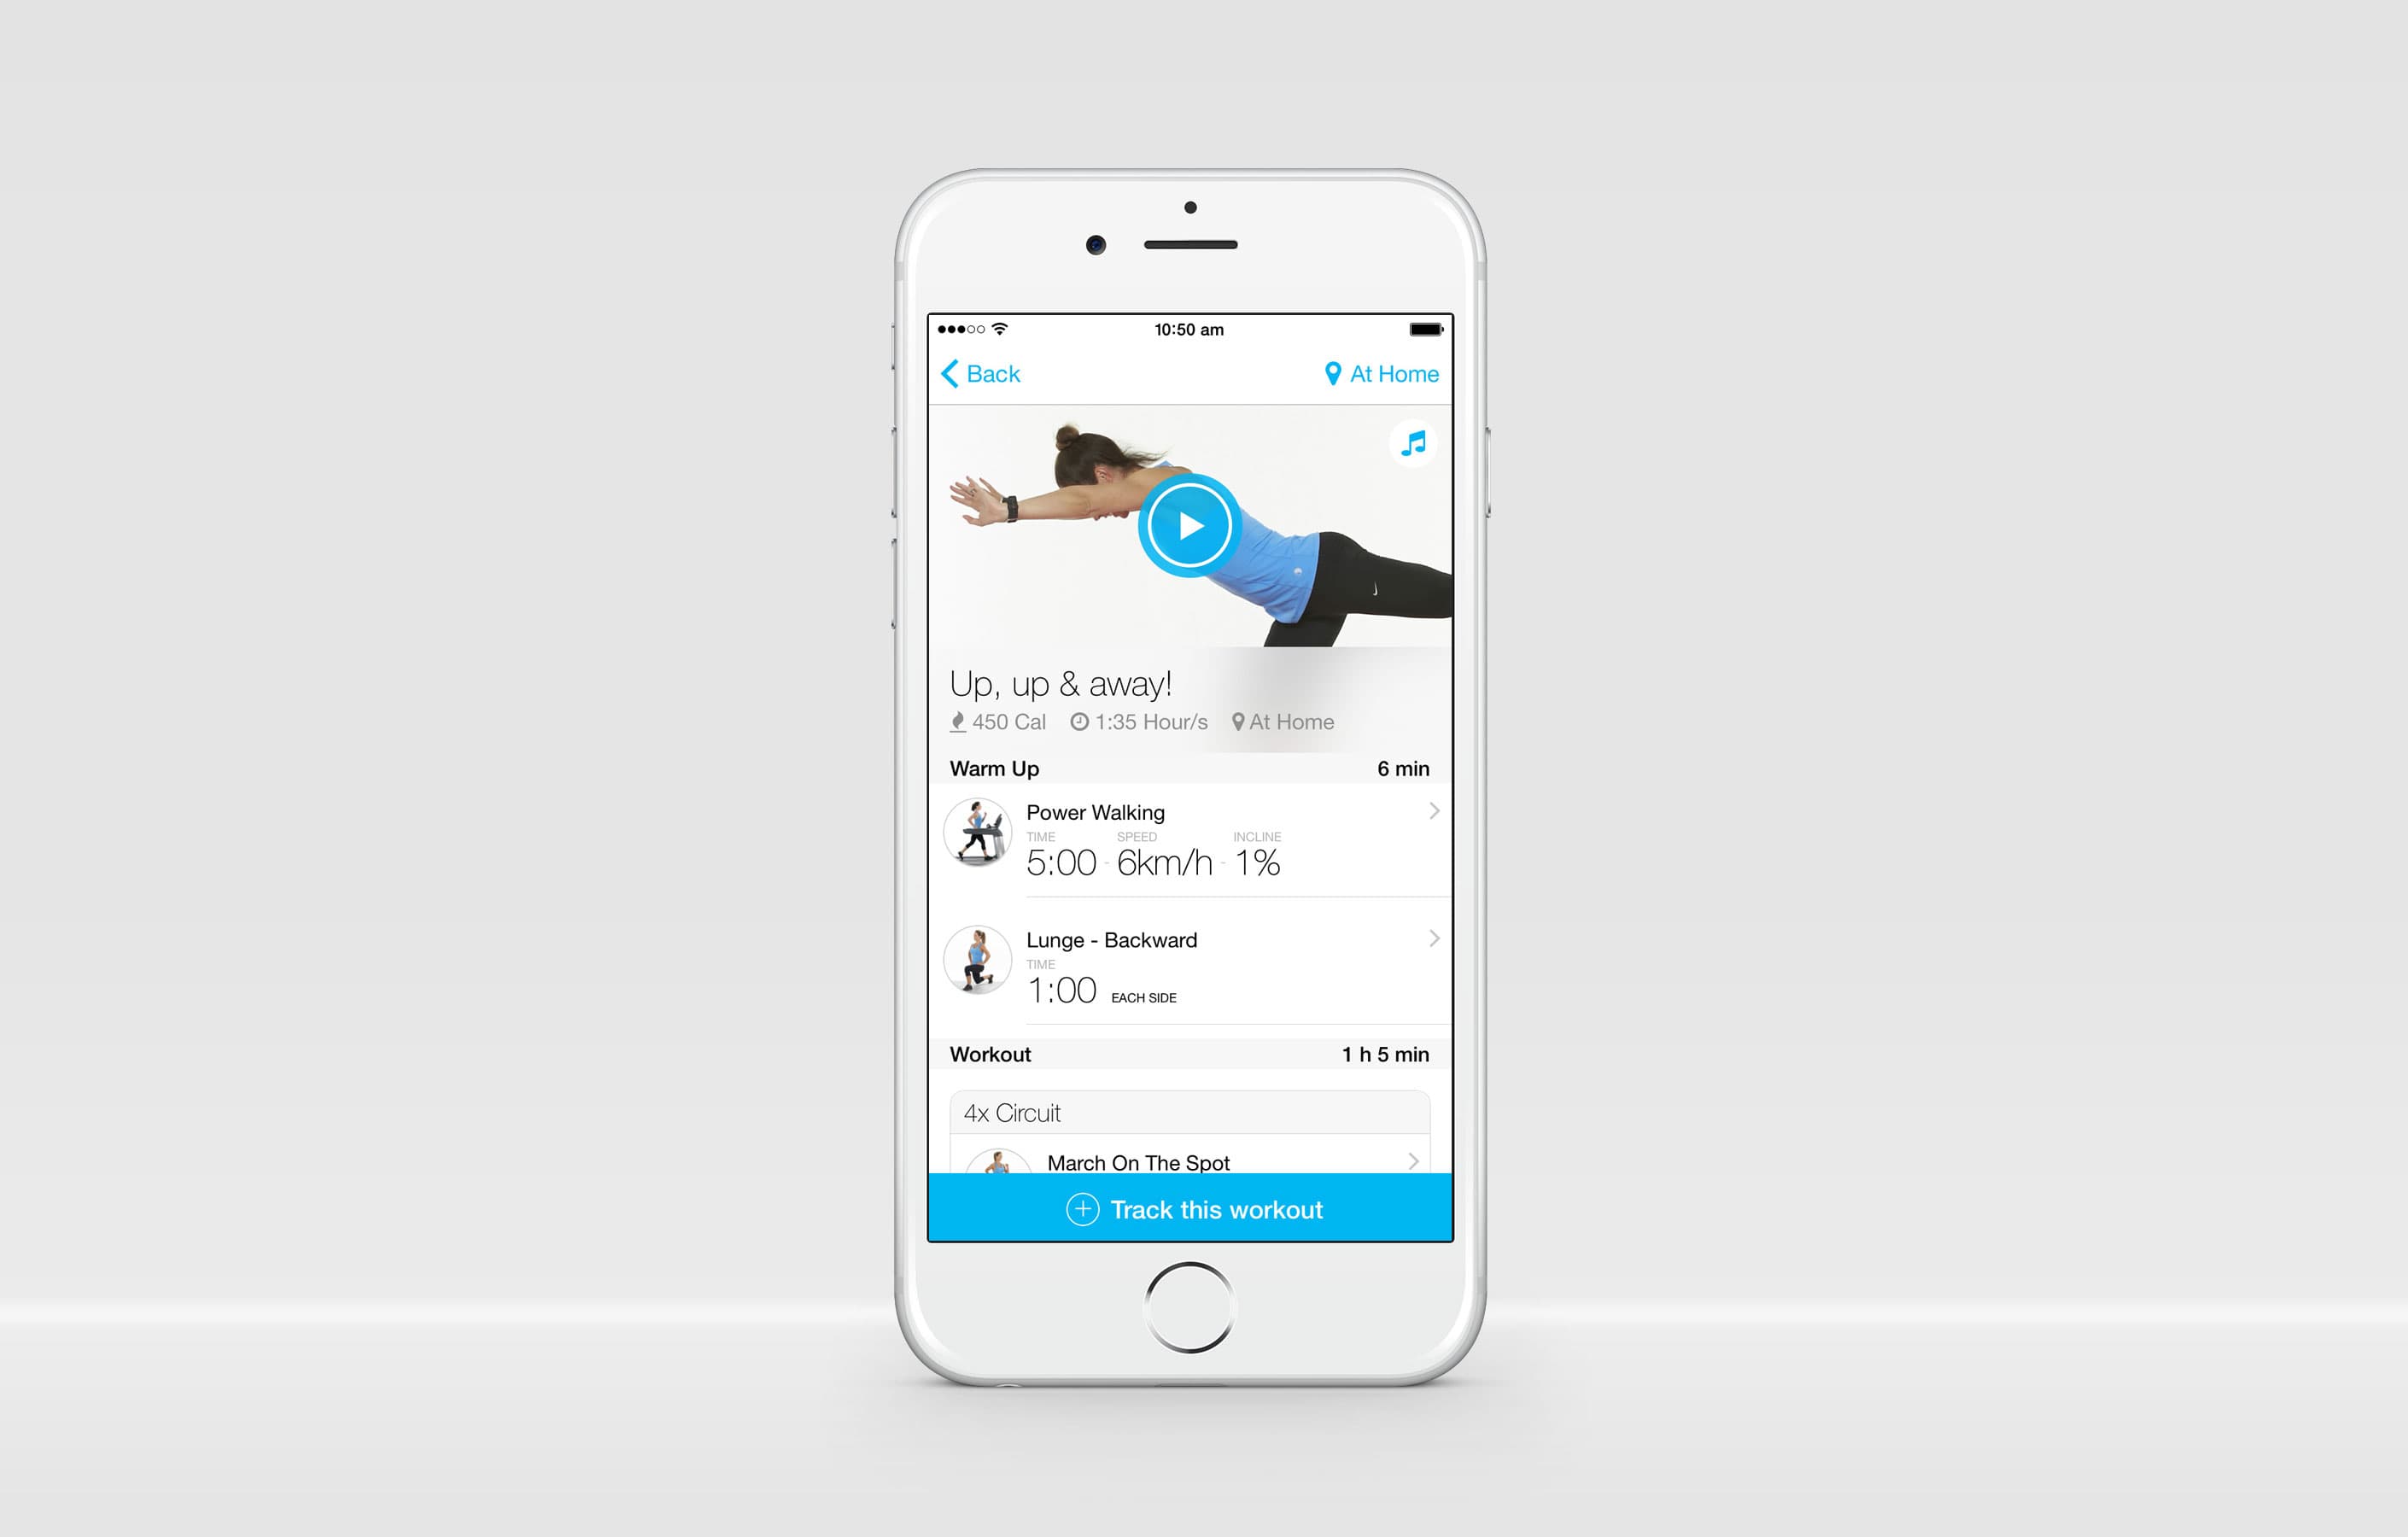 10:50 am
Back
At Home
Up, up & away!
450 Cal 1:35 Hour/s At Home
Warm Up 6 min
Power Walking
TIME SPEED INCLINE
5:00 - 6km/h - 1%
Lunge - Backward
TIME
1:00 EACH SIDE
Workout 1 h 5 min
4x Circuit
March On The Spot
Track this workout